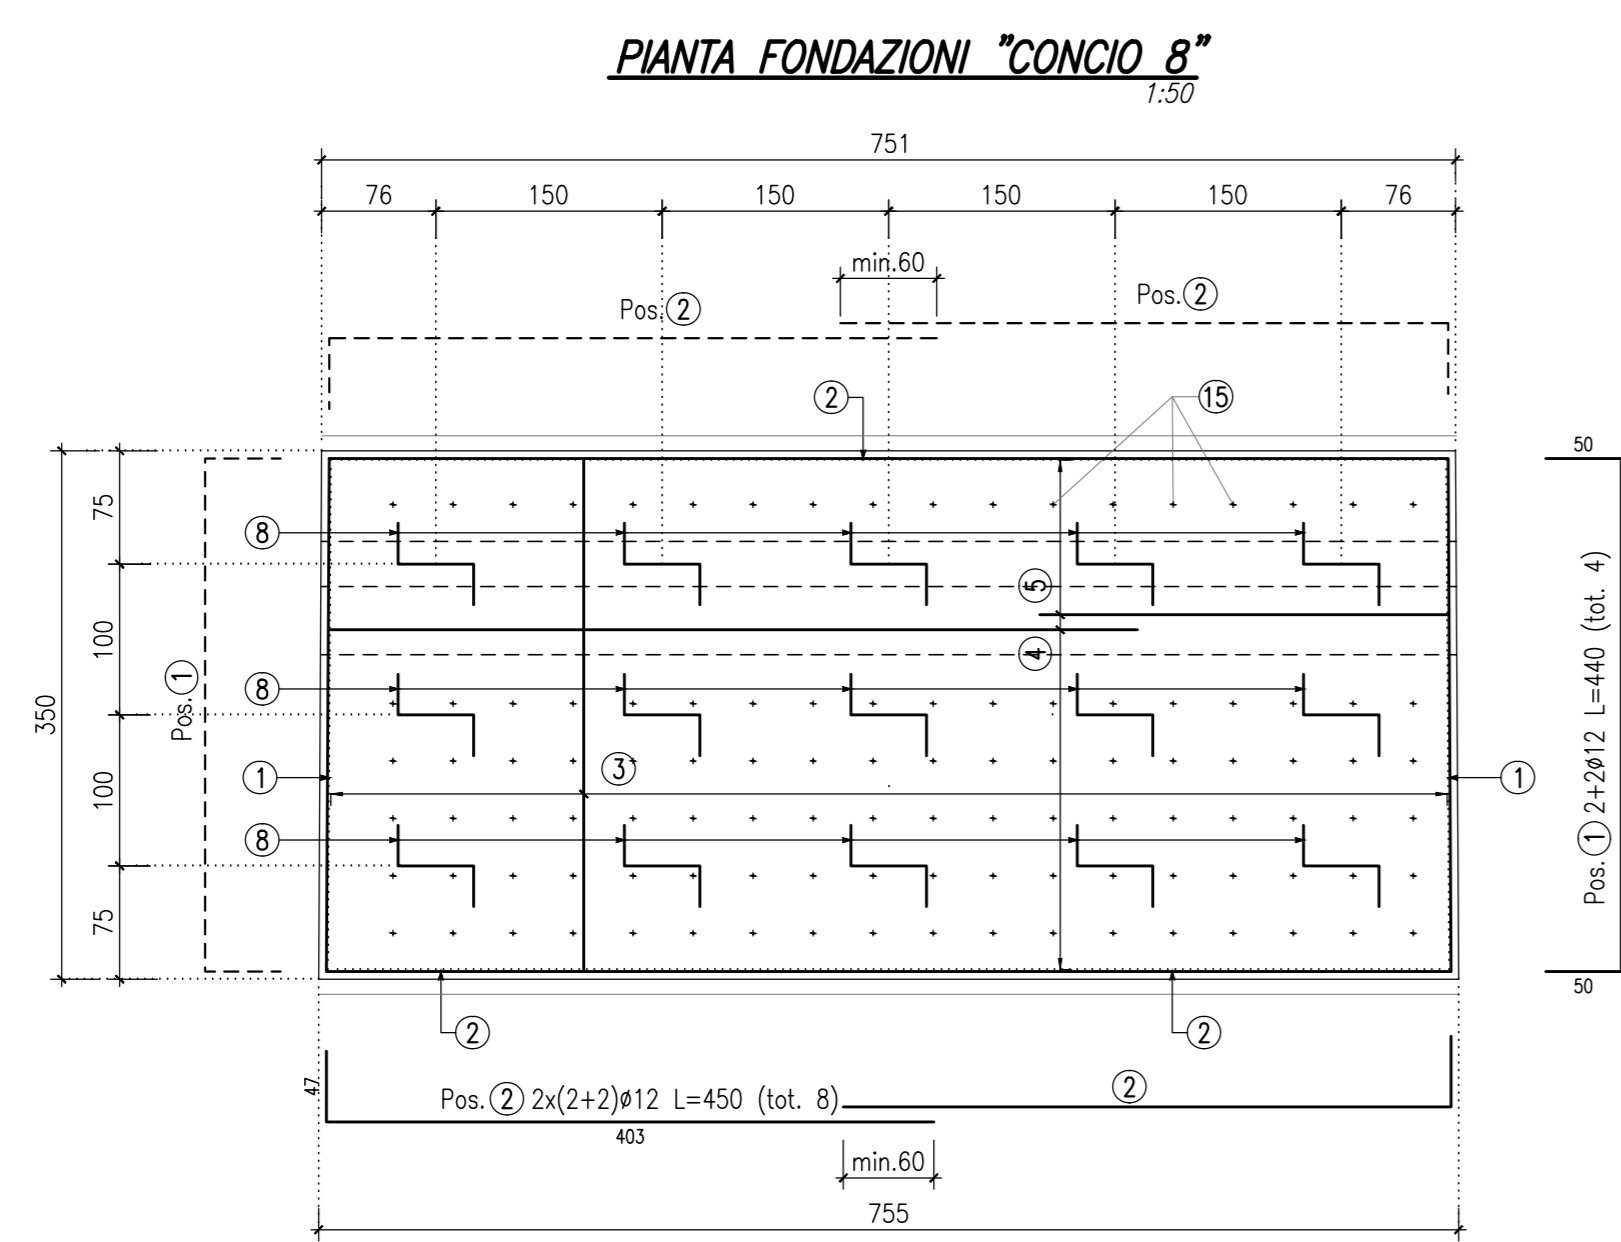 PIANTA FONDAZIONI "CONCIO 8"
1:50
751
76 150 150 150 150 76
min.60
Pos. 2
Pos. 2
2
15
50
75
8
5
100
4
350
Pos. 1
8
Pos. 1 2+2ø12 L=440 (tot. 4)
3
1
1
100
8
75
50
2
2
47
Pos. 2 2x(2+2)ø12 L=450 (tot. 8)
2
403
min.60
755